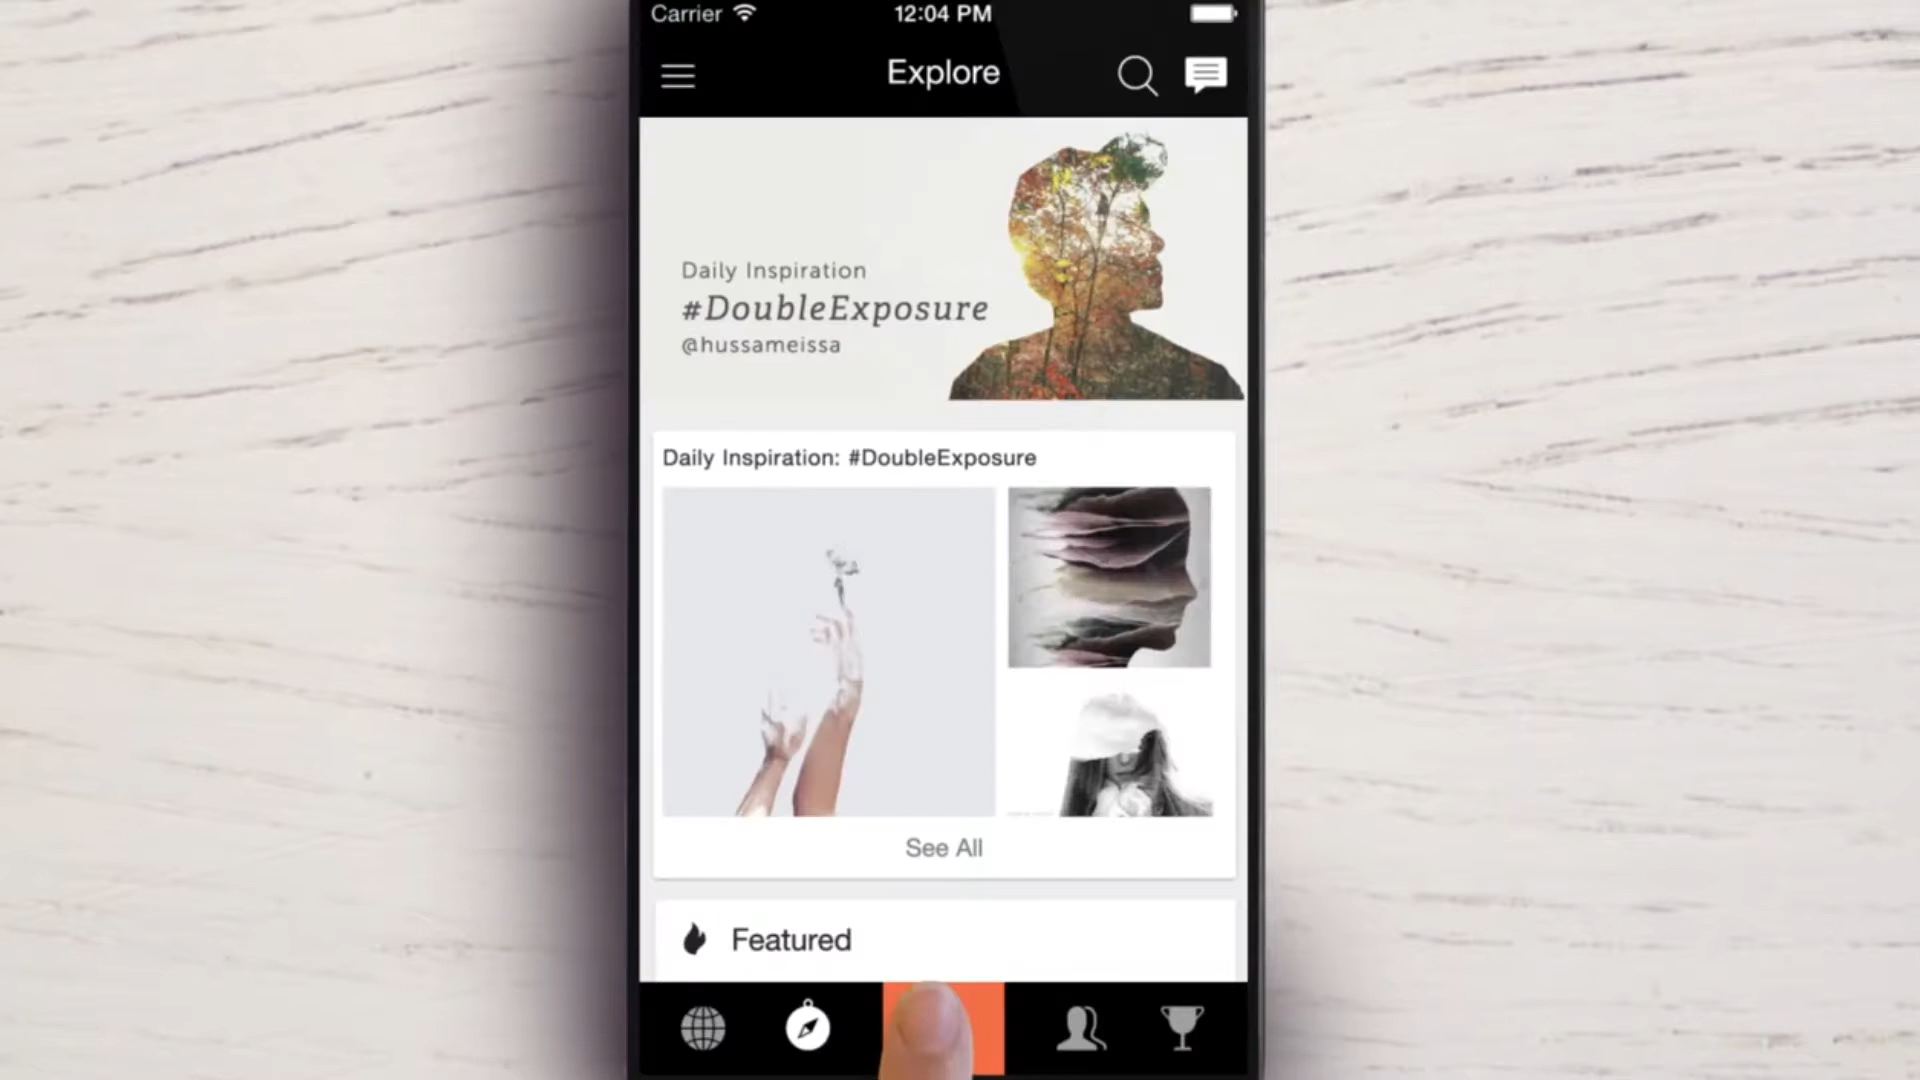 Carrier 12:04 PM
Explore
Daily Inspiration
#DoubleExposure
@hussameissa
Daily Inspiration: #DoubleExposure
See All
Featured